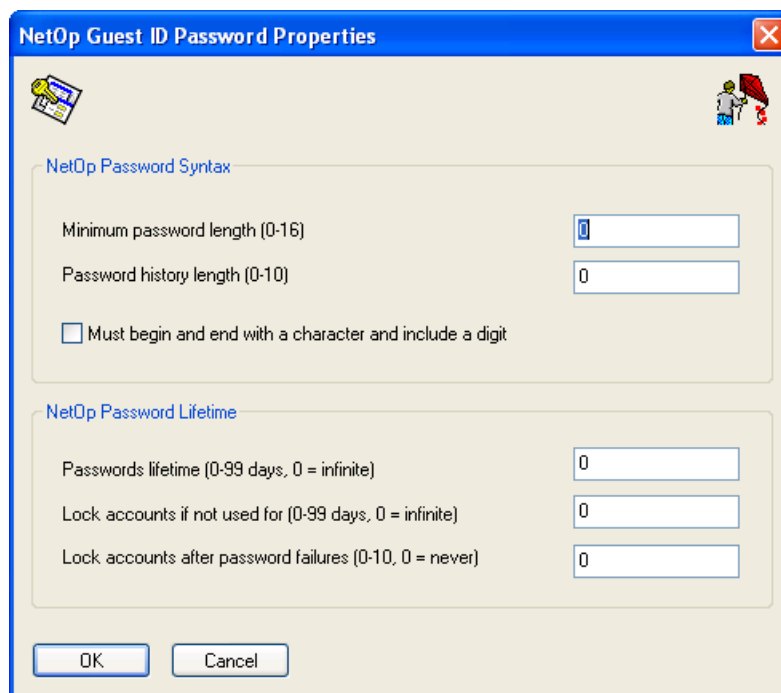 NetOp Guest ID Password Properties
NetOp Password Syntax
Minimum password length (0-16)
0
Password history length (0-10)
0
Must begin and end with a character and include a digit
NetOp Password Lifetime
Passwords lifetime (0-99 days, 0 = infinite)
0
Lock accounts if not used for (0-99 days, 0 = infinite)
0
Lock accounts after password failures (0-10, 0 = never)
0
OK
Cancel